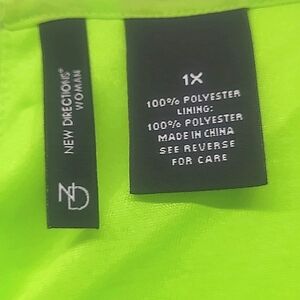 NEW DIRECTIONS®
WOMAN
ND
1X
100% POLYESTER
LINING:
100% POLYESTER
MADE IN CHINA
SEE REVERSE
FOR CARE